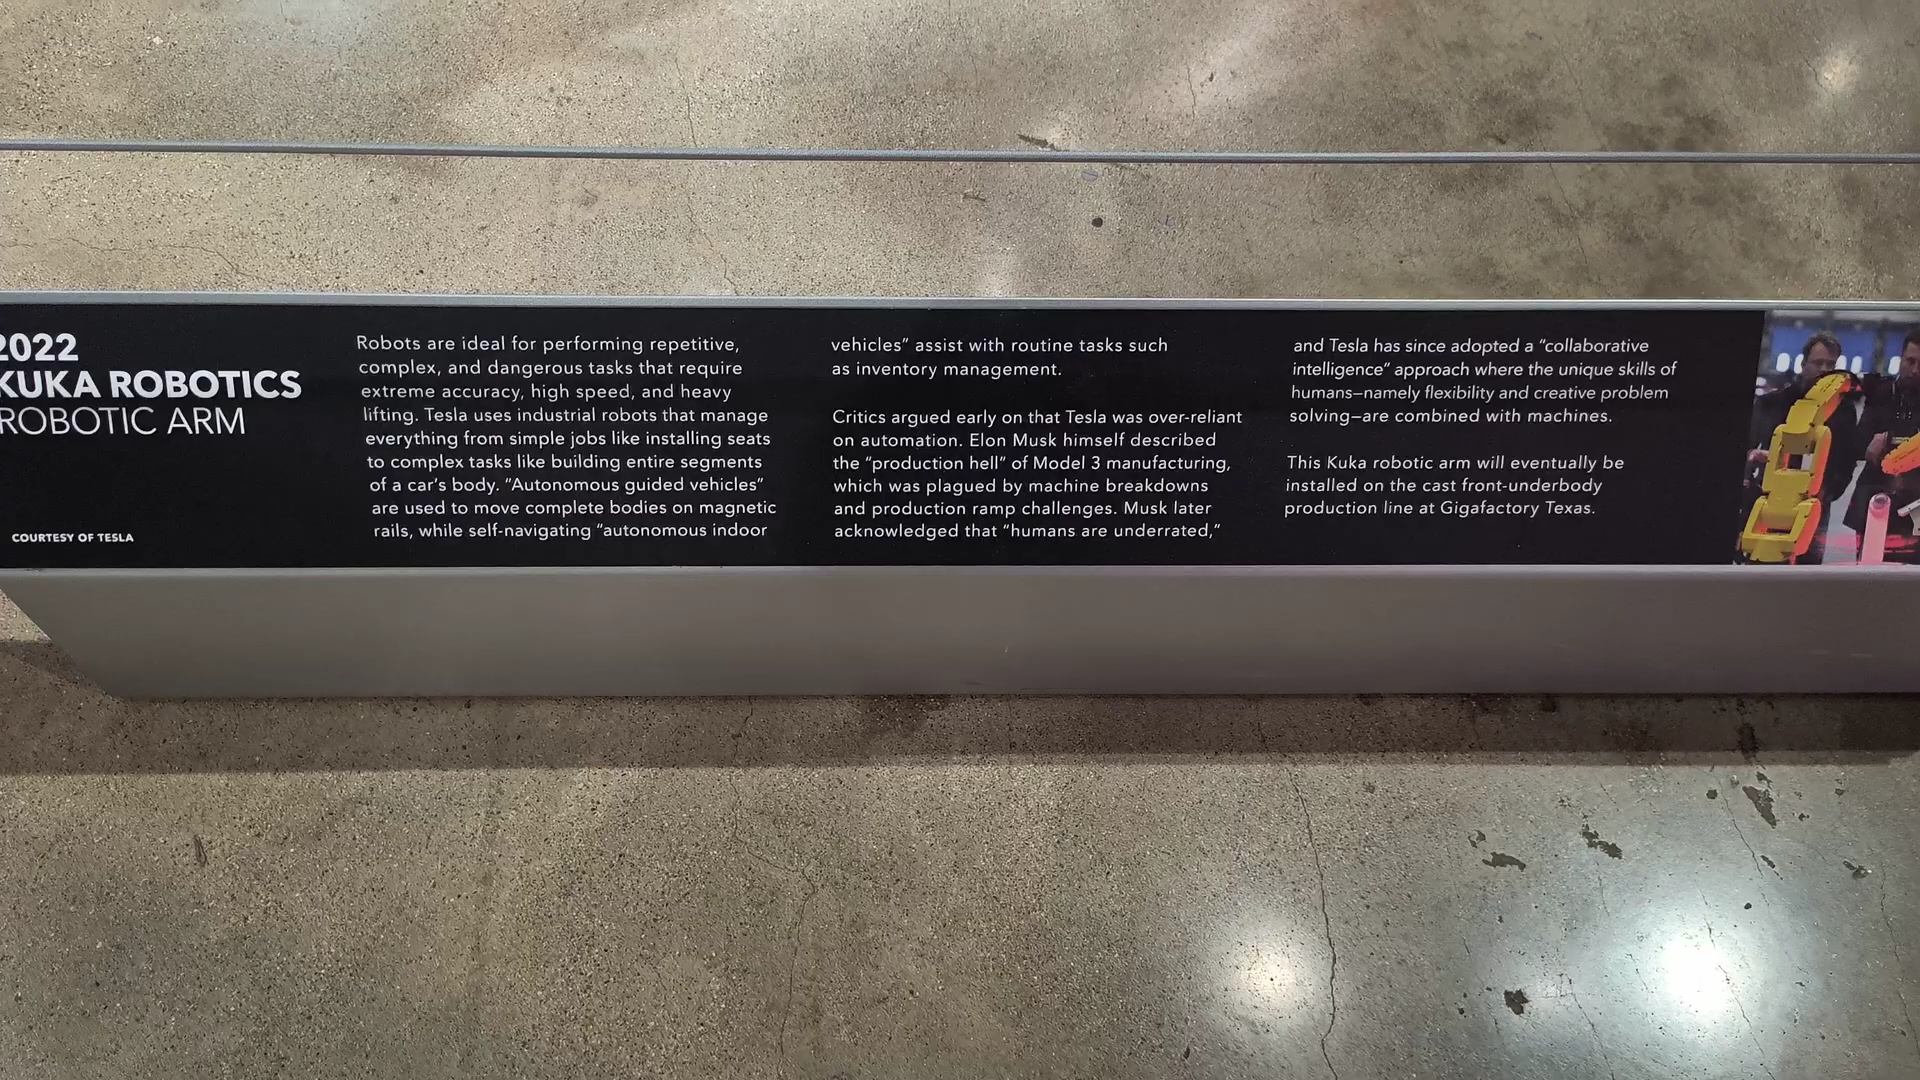 2022
KUKA ROBOTICS
ROBOTIC ARM
COURTESY OF TESLA
Robots are ideal for performing repetitive,
complex, and dangerous tasks that require
extreme accuracy, high speed, and heavy
lifting. Tesla uses industrial robots that manage
everything from simple jobs like installing seats
to complex tasks like building entire segments
of a car’s body. “Autonomous guided vehicles”
are used to move complete bodies on magnetic
rails, while self-navigating “autonomous indoor
vehicles” assist with routine tasks such
as inventory management.
Critics argued early on that Tesla was over-reliant
on automation. Elon Musk himself described
the “production hell” of Model 3 manufacturing,
which was plagued by machine breakdowns
and production ramp challenges. Musk later
acknowledged that “humans are underrated,”
and Tesla has since adopted a “collaborative
intelligence” approach where the unique skills of
humans—namely flexibility and creative problem
solving—are combined with machines.
This Kuka robotic arm will eventually be
installed on the cast front-underbody
production line at Gigafactory Texas.